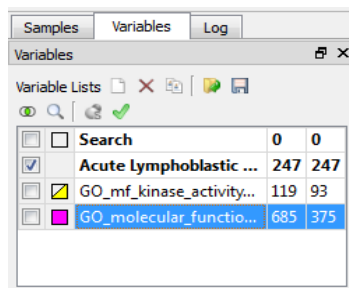 Samples Variables Log
Variables
Variable Lists
Search 0 0
Acute Lymphoblastic ... 247 247
GO_mf_kinase_activity... 119 93
GO_molecular_functio... 685 375